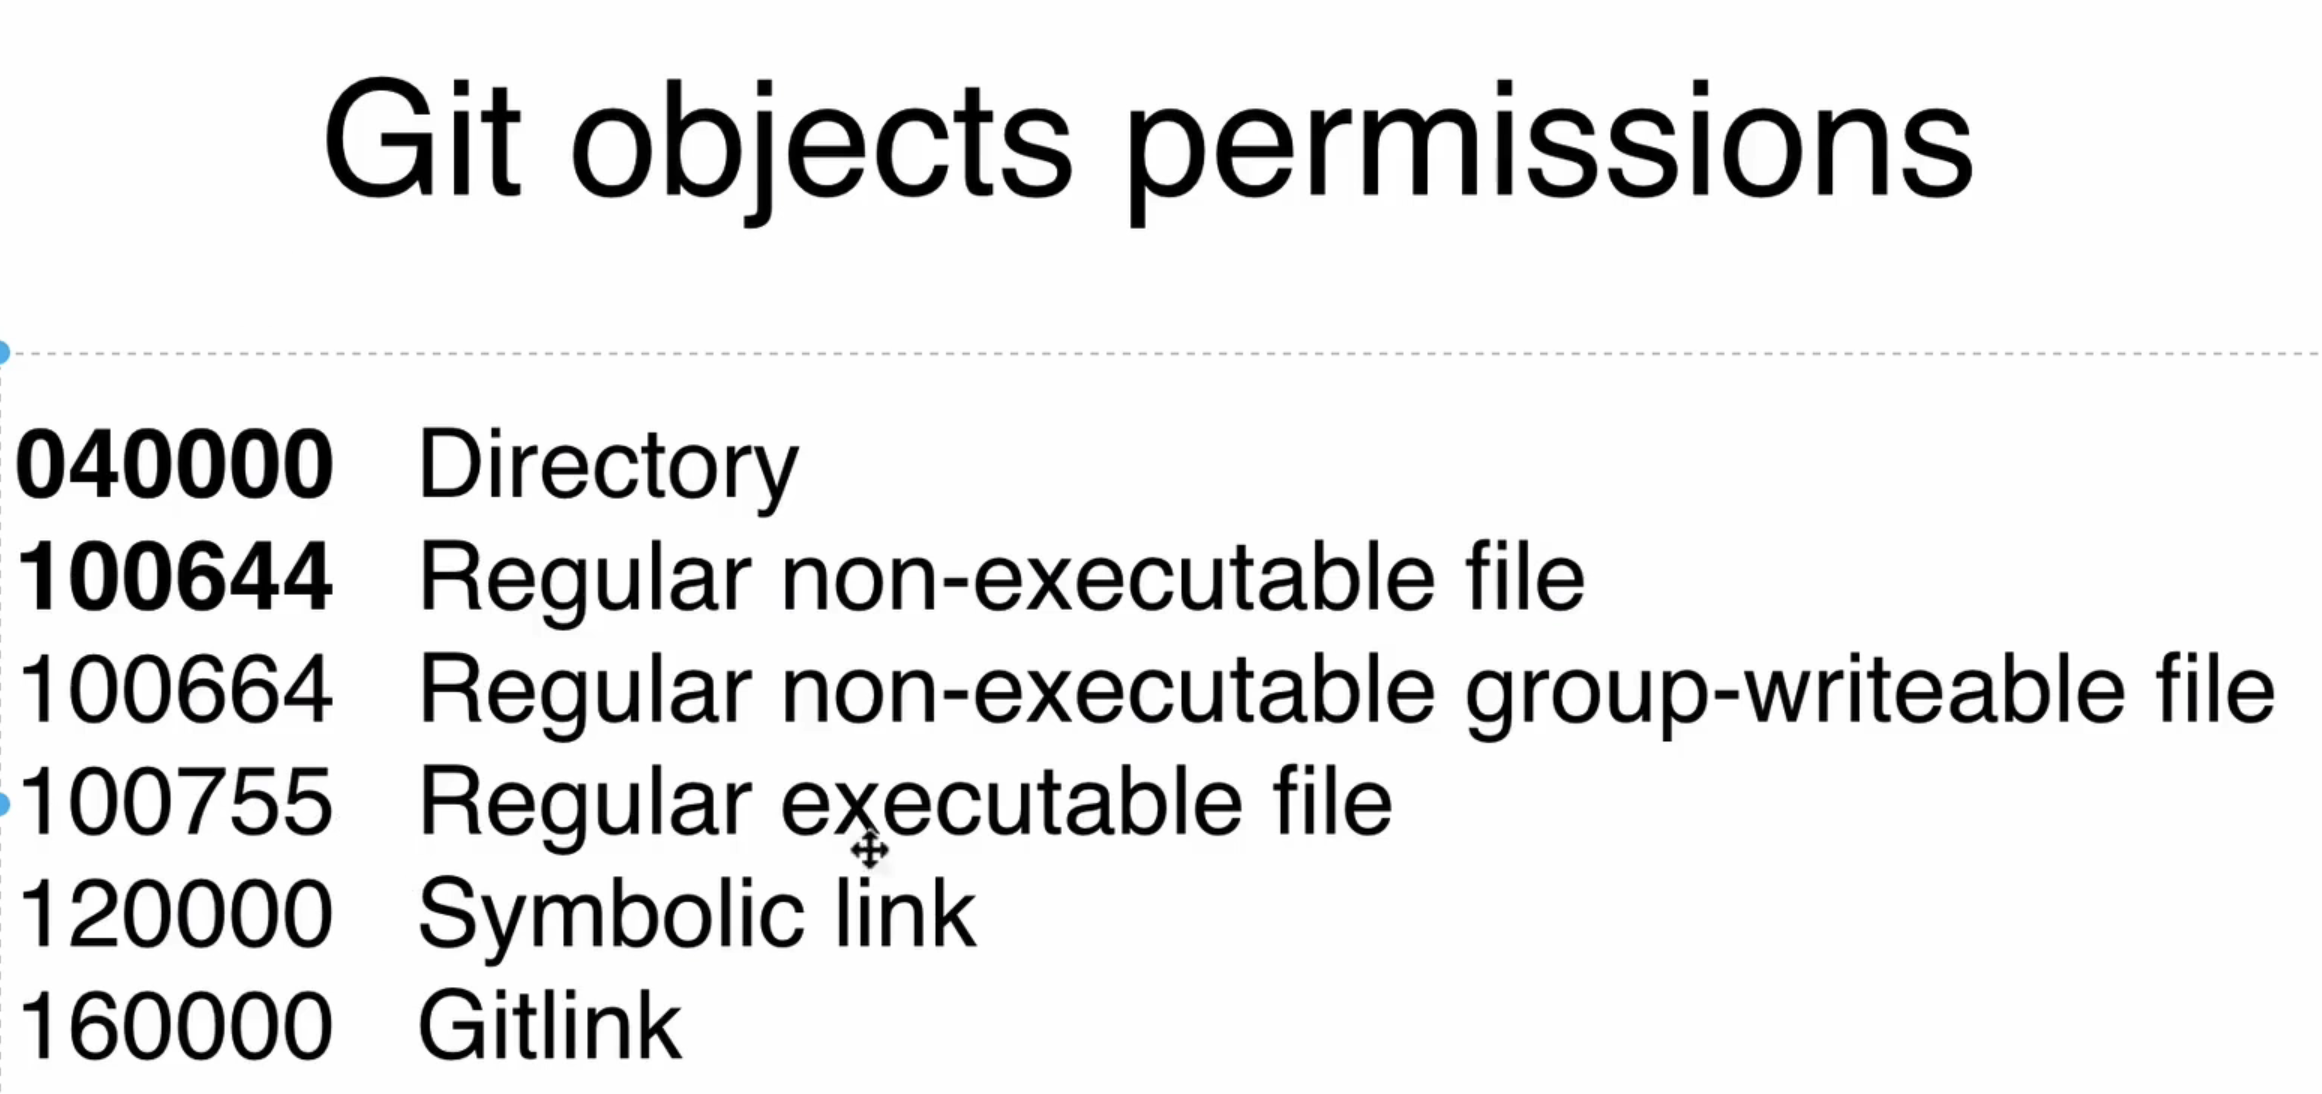 Git objects permissions
040000 Directory
100644 Regular non-executable file
100664 Regular non-executable group-writeable file
100755 Regular executable file
120000 Symbolic link
160000 Gitlink